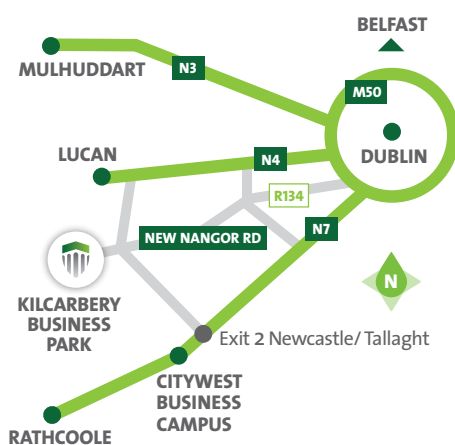 BELFAST
MULHUDDART
N3
M50
DUBLIN
LUCAN
N4
R134
NEW NANGOR RD
N7
KILCARBERY
BUSINESS
PARK
N
Exit 2 Newcastle/ Tallaght
CITYWEST
BUSINESS
CAMPUS
RATHCOOLE